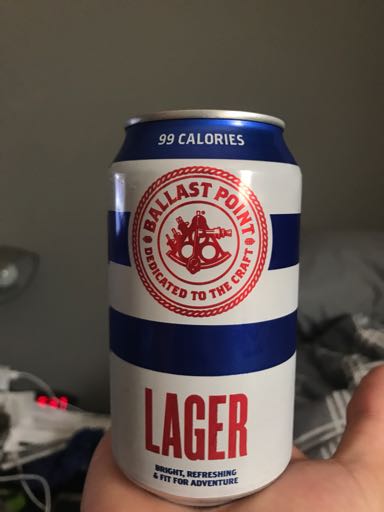 99 CALORIES
BALLAST POINT
DEDICATED TO THE CRAFT
LAGER
BRIGHT, REFRESHING
& FIT FOR ADVENTURE